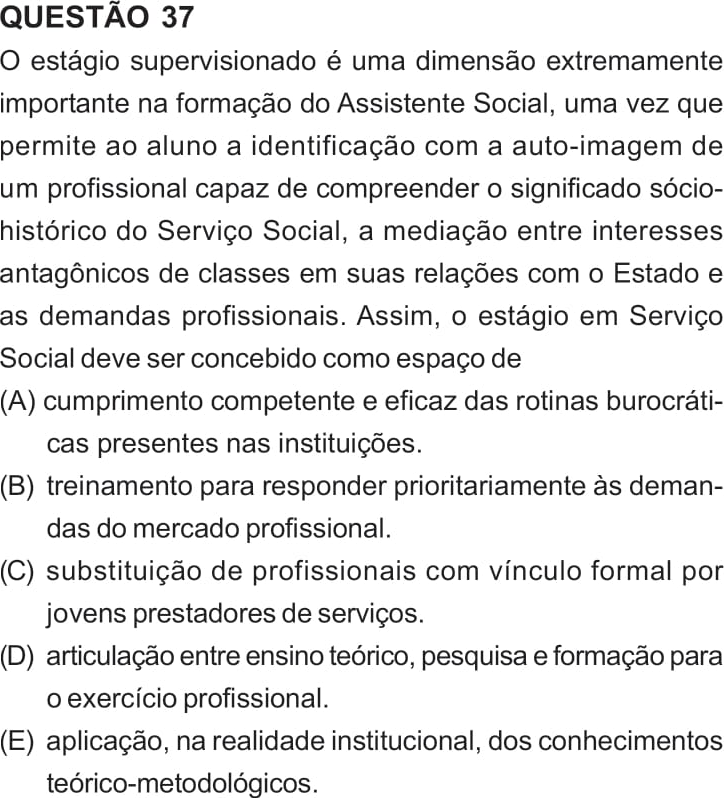 QUESTÃO 37
O estágio supervisionado é uma dimensão extremamente
importante na formação do Assistente Social, uma vez que
permite ao aluno a identificação com a auto-imagem de
um profissional capaz de compreender o significado sócio-
histórico do Serviço Social, a mediação entre interesses
antagônicos de classes em suas relações com o Estado e
as demandas profissionais. Assim, o estágio em Serviço
Social deve ser concebido como espaço de
(A) cumprimento competente e eficaz das rotinas burocráti-
cas presentes nas instituições.
(B) treinamento para responder prioritariamente às deman-
das do mercado profissional.
(C) substituição de profissionais com vínculo formal por
jovens prestadores de serviços.
(D) articulação entre ensino teórico, pesquisa e formação para
o exercício profissional.
(E) aplicação, na realidade institucional, dos conhecimentos
teórico-metodológicos.